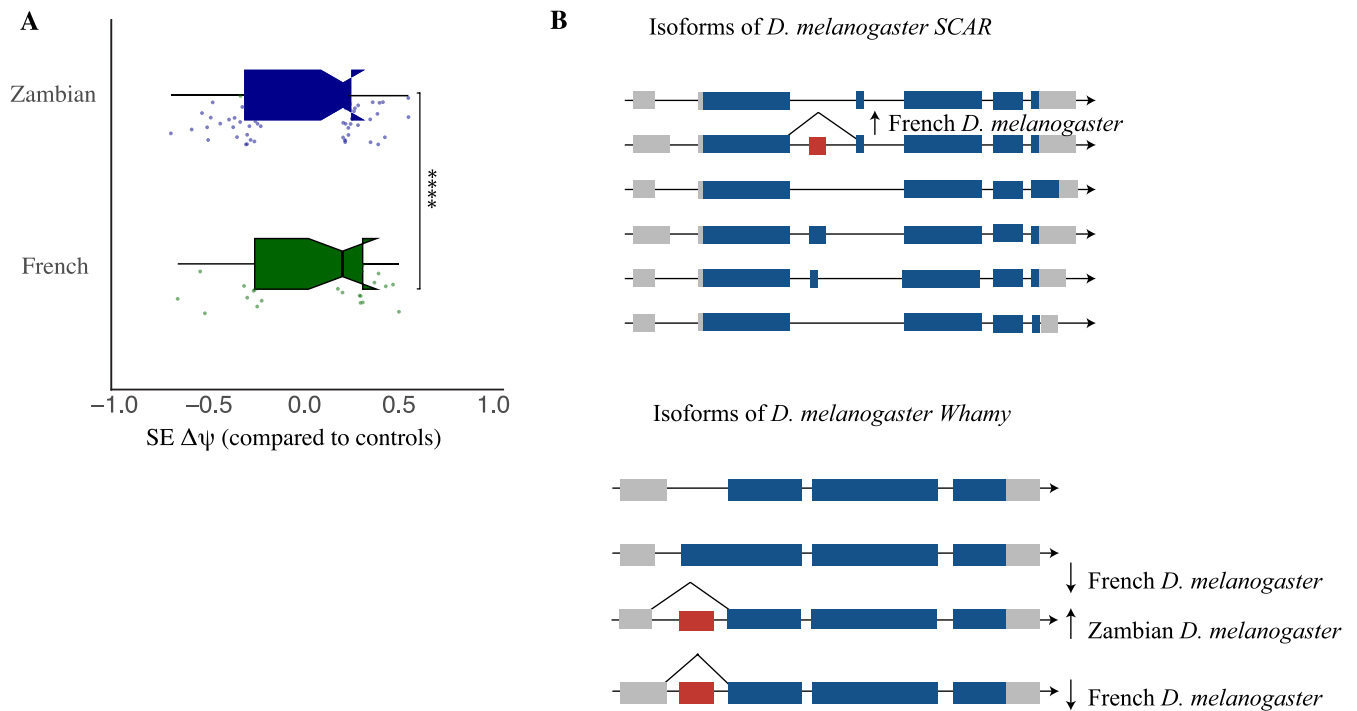 A
Zambian
French
****
−1.0 −0.5 0.0 0.5 1.0
SE Δψ (compared to controls)
B
Isoforms of D. melanogaster SCAR
French D. melanogaster
Isoforms of D. melanogaster Whamy
French D. melanogaster
Zambian D. melanogaster
French D. melanogaster